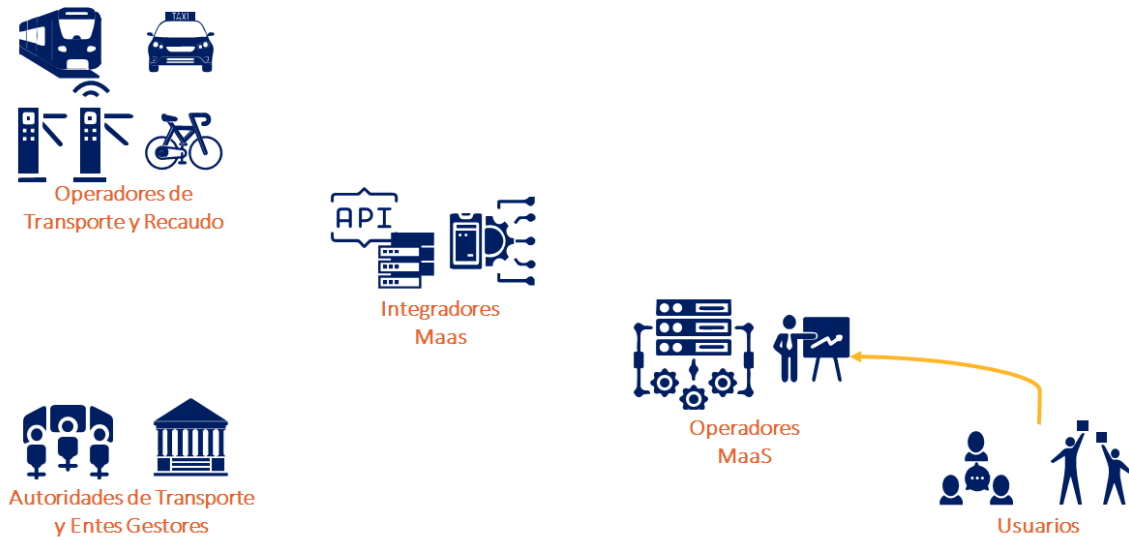 TAXI
Operadores de
Transporte y Recaudo
API
Integradores
Maas
Operadores
MaaS
Autoridades de Transporte
y Entes Gestores
Usuarios